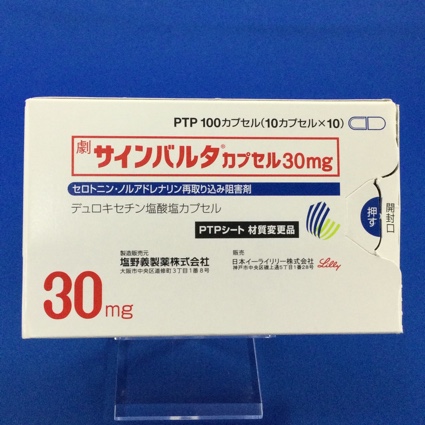 PTP 100カプセル(10カプセル×10)
劇 サインバルタ®カプセル30mg
セロトニン・ノルアドレナリン再取り込み阻害剤
デュロキセチン塩酸塩カプセル
PTPシート 材質変更品
開封口
押す
製造販売元
塩野義製薬株式会社
大阪市中央区道修町3丁目1番8号
販売
日本イーライリリー株式会社
神戸市中央区磯上通5丁目1番28号
Lilly
30mg